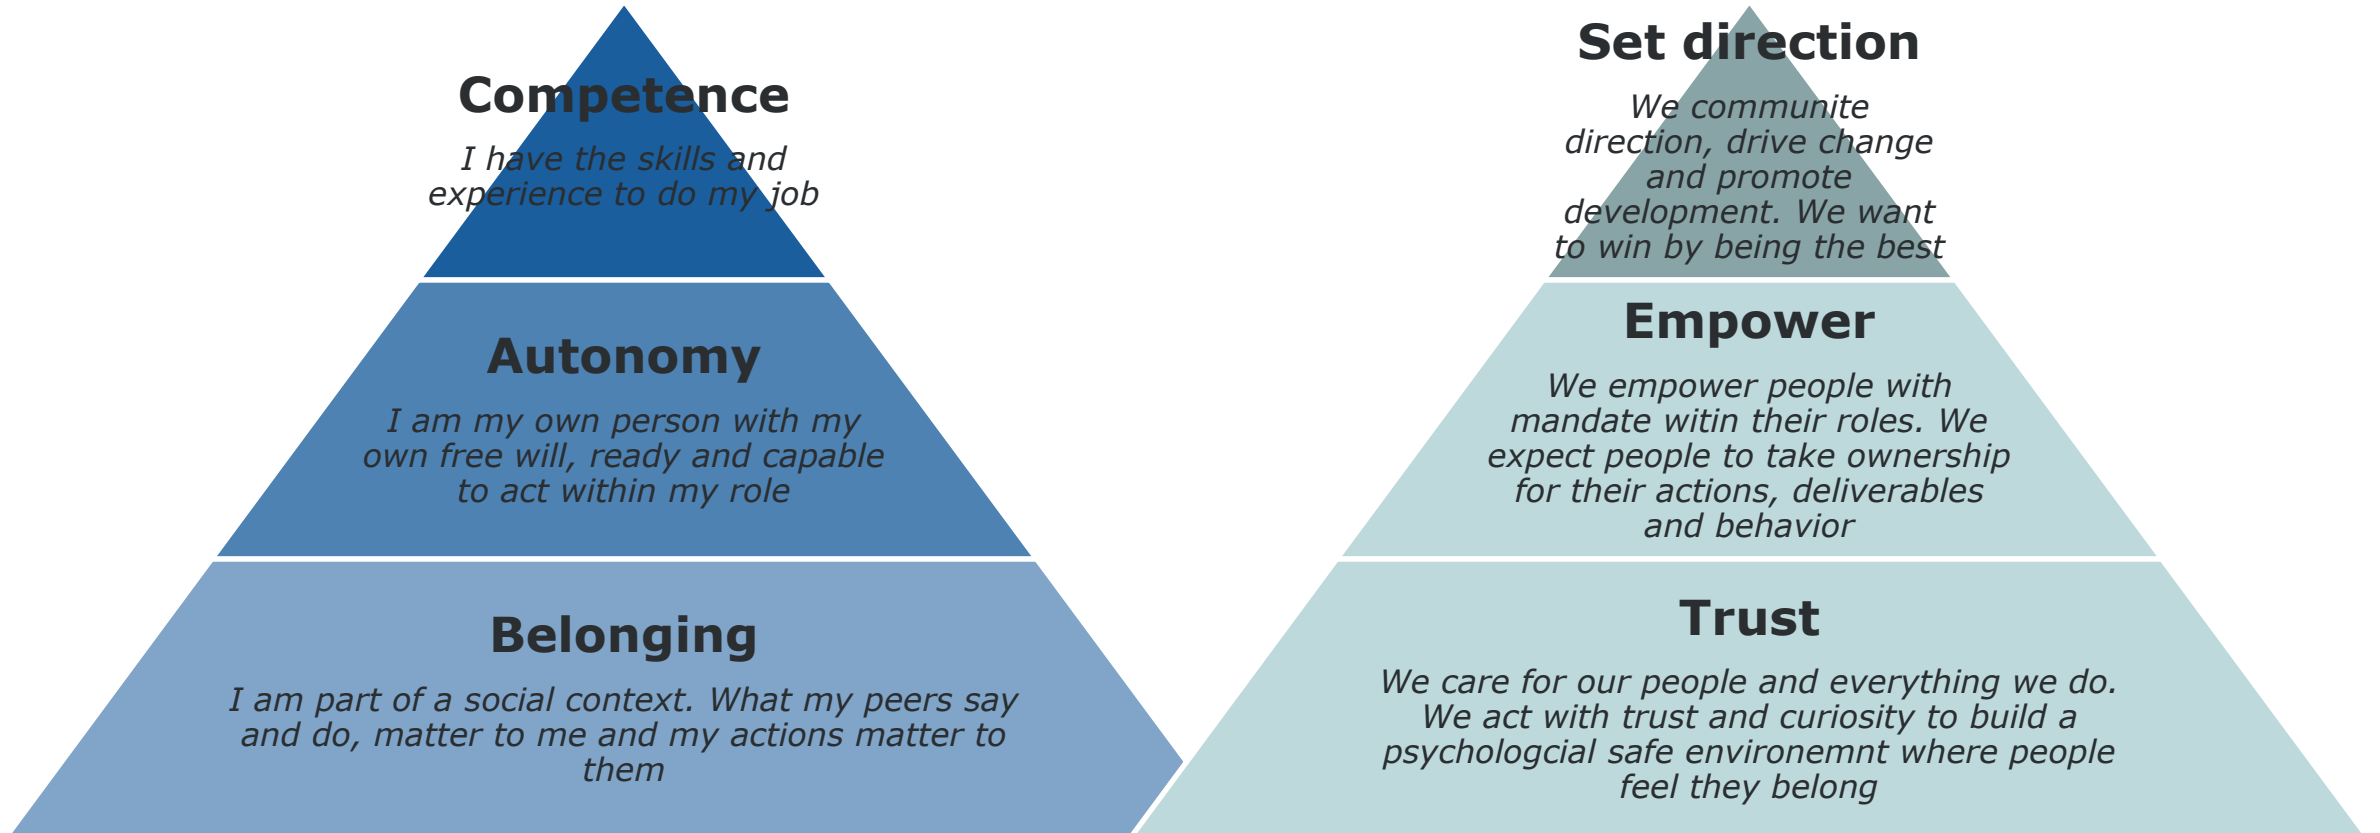 Competence
I have the skills and
experience to do my job
Autonomy
I am my own person with my
own free will, ready and capable
to act within my role
Belonging
I am part of a social context. What my peers say
and do, matter to me and my actions matter to
them
Set direction
We communite
direction, drive change
and promote
development. We want
to win by being the best
Empower
We empower people with
mandate witin their roles. We
expect people to take ownership
for their actions, deliverables
and behavior
Trust
We care for our people and everything we do.
We act with trust and curiosity to build a
psychologcial safe environemnt where people
feel they belong